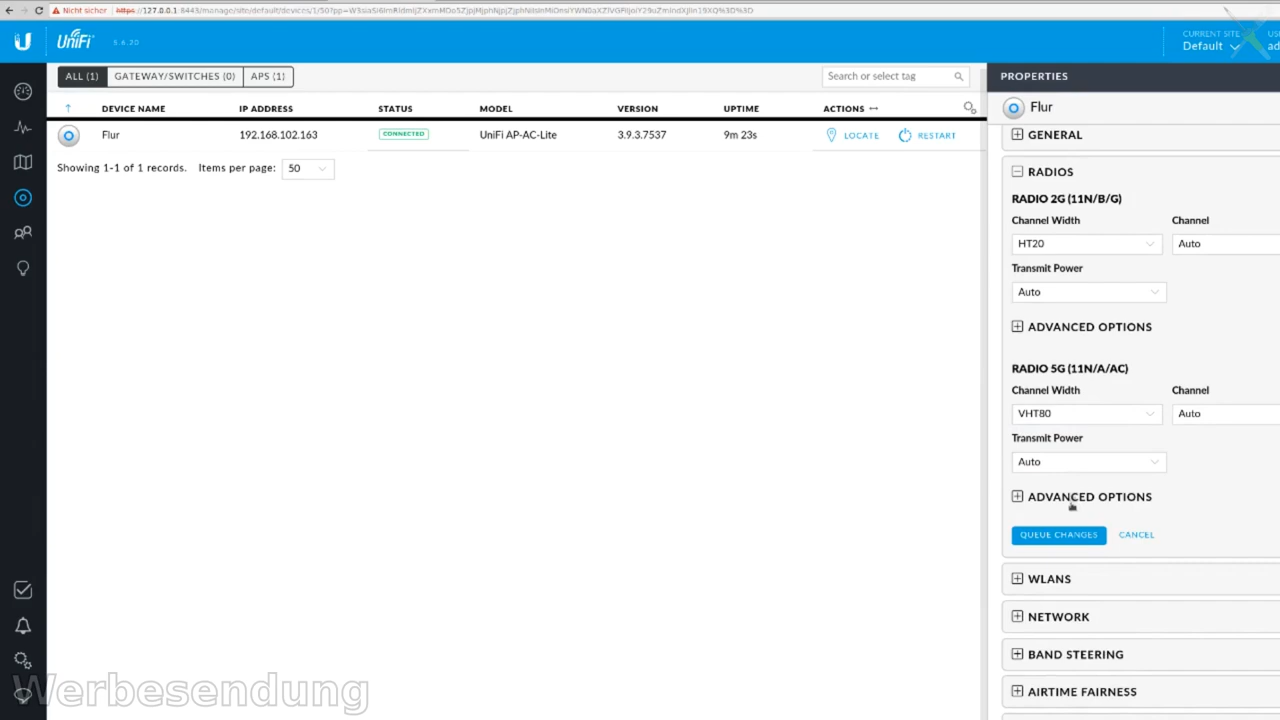 Nicht sicher https://127.0.0.1:8443/manage/site/default/devices/1/50?
UniFi 5.6.20 CURRENT SITE
Default
ALL (1) GATEWAY/SWITCHES (0) APS (1) Search or select tag
PROPERTIES
Flur
DEVICE NAME IP ADDRESS STATUS MODEL VERSION UPTIME ACTIONS
Flur 192.168.102.163 CONNECTED UniFi AP-AC-Lite 3.9.3.7537 9m 23s LOCATE RESTART
Showing 1-1 of 1 records. Items per page: 50
GENERAL
RADIOS
RADIO 2G (11N/B/G)
Channel Width Channel
HT20 Auto
Transmit Power
Auto
ADVANCED OPTIONS
RADIO 5G (11N/A/AC)
Channel Width Channel
VHT80 Auto
Transmit Power
Auto
ADVANCED OPTIONS
QUEUE CHANGES CANCEL
WLANS
NETWORK
BAND STEERING
AIRTIME FAIRNESS
Werbesendung